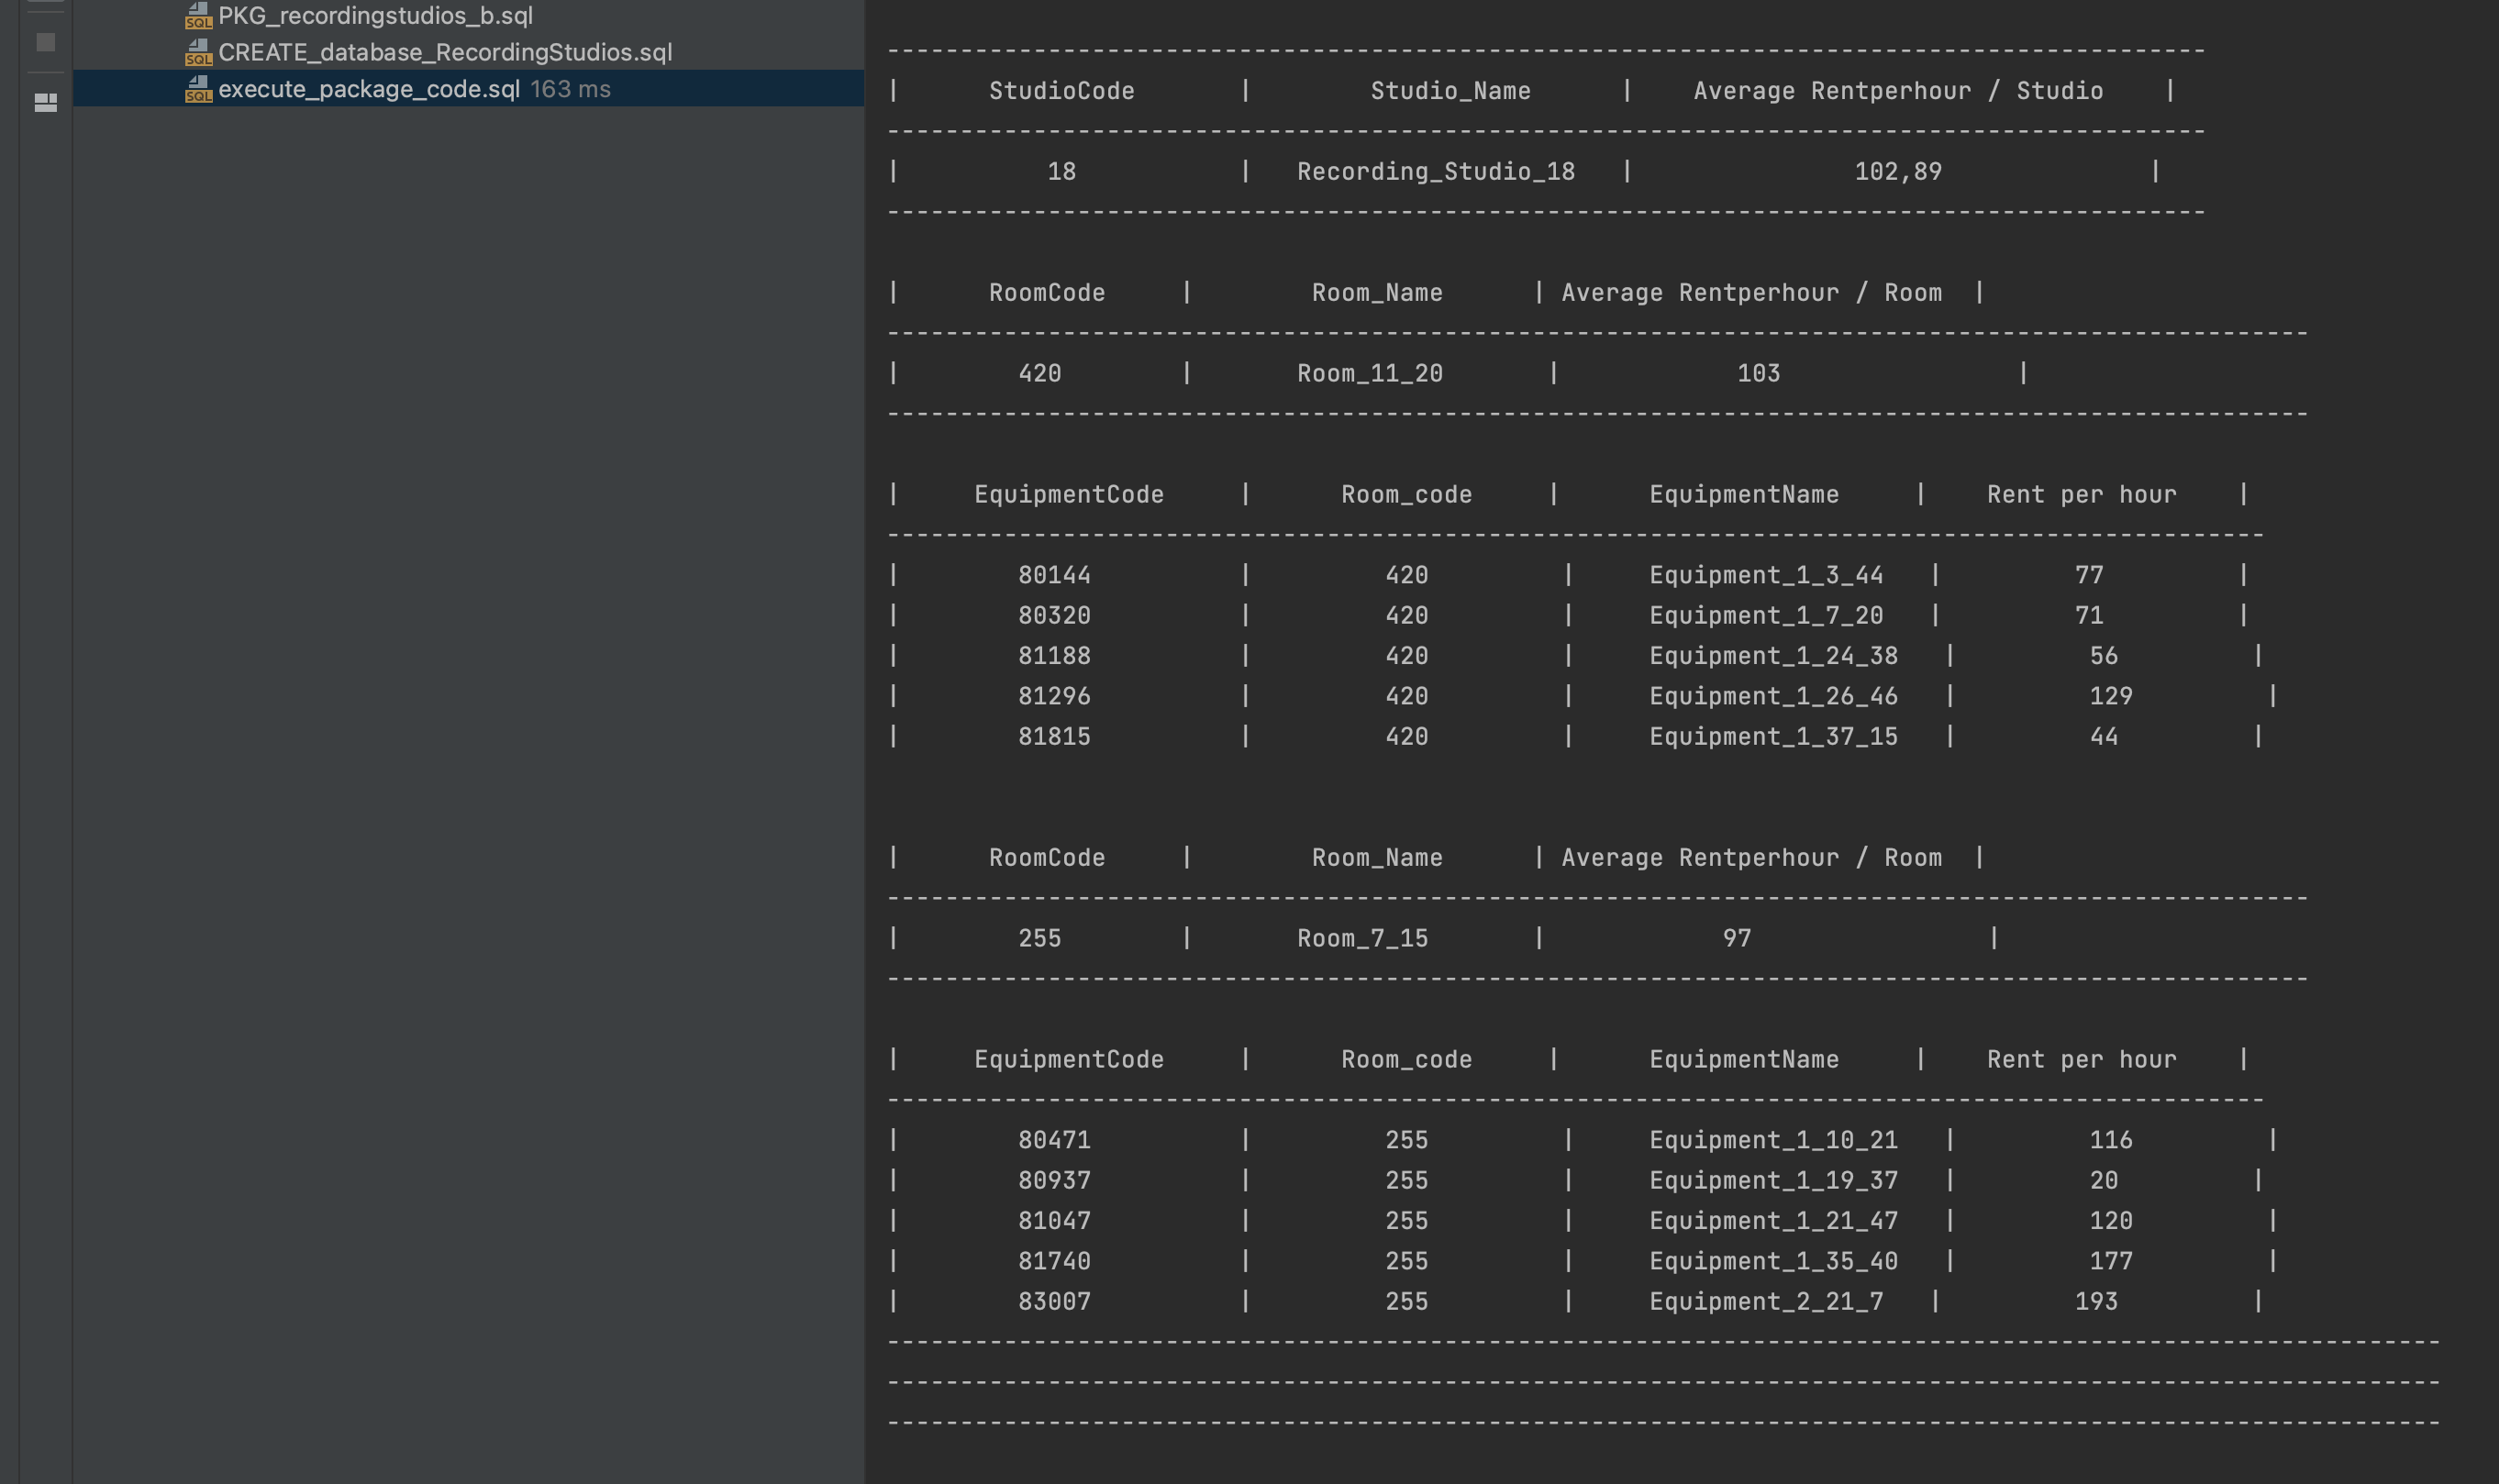 PKG_recordingstudios_b.sql
CREATE_database_RecordingStudios.sql
execute_package_code.sql 163 ms
------------------------------------------------------------------------------------------
| StudioCode | Studio_Name | Average Rentperhour / Studio |
------------------------------------------------------------------------------------------
| 18 | Recording_Studio_18 | 102,89 |
------------------------------------------------------------------------------------------
| RoomCode | Room_Name | Average Rentperhour / Room |
-------------------------------------------------------------------------------------------------
| 420 | Room_11_20 | 103 |
-------------------------------------------------------------------------------------------------
| EquipmentCode | Room_code | EquipmentName | Rent per hour |
----------------------------------------------------------------------------------------------
| 80144 | 420 | Equipment_1_3_44 | 77 |
| 80320 | 420 | Equipment_1_7_20 | 71 |
| 81188 | 420 | Equipment_1_24_38 | 56 |
| 81296 | 420 | Equipment_1_26_46 | 129 |
| 81815 | 420 | Equipment_1_37_15 | 44 |
| RoomCode | Room_Name | Average Rentperhour / Room |
-------------------------------------------------------------------------------------------------
| 255 | Room_7_15 | 97 |
-------------------------------------------------------------------------------------------------
| EquipmentCode | Room_code | EquipmentName | Rent per hour |
----------------------------------------------------------------------------------------------
| 80471 | 255 | Equipment_1_10_21 | 116 |
| 80937 | 255 | Equipment_1_19_37 | 20 |
| 81047 | 255 | Equipment_1_21_47 | 120 |
| 81740 | 255 | Equipment_1_35_40 | 177 |
| 83007 | 255 | Equipment_2_21_7 | 193 |
----------------------------------------------------------------------------------------------------------
----------------------------------------------------------------------------------------------------------
----------------------------------------------------------------------------------------------------------